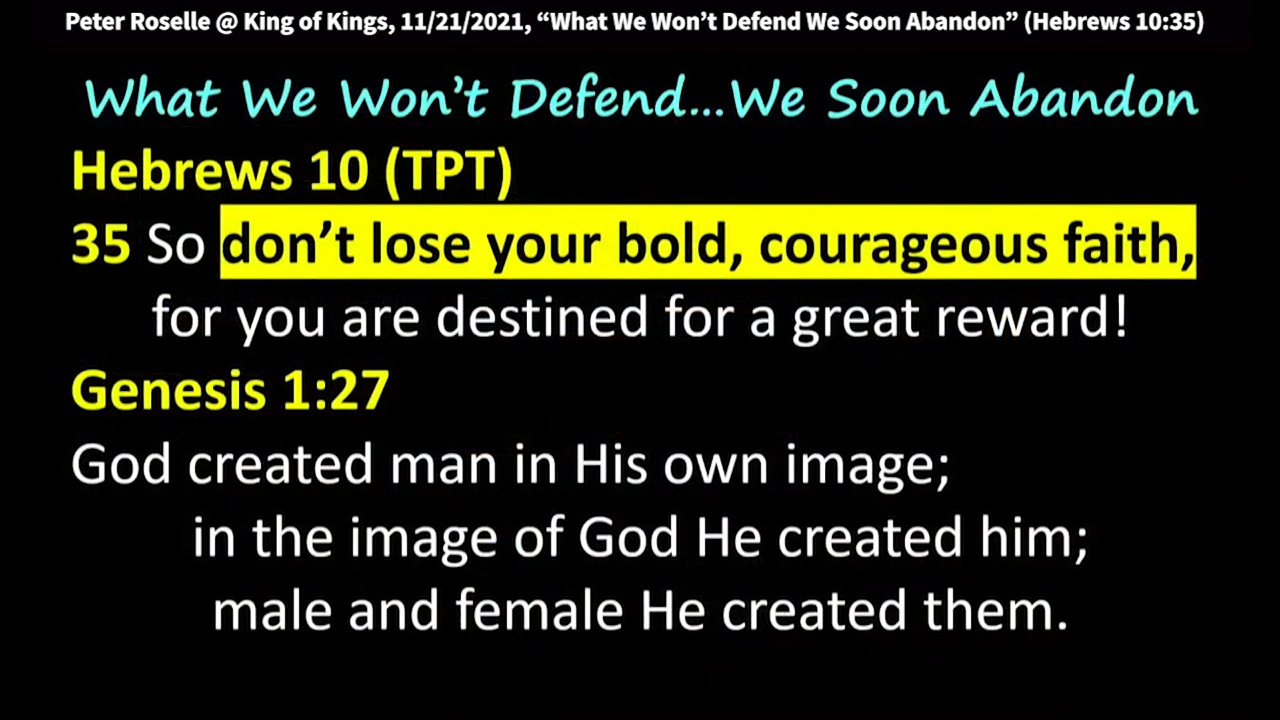 Peter Roselle @ King of Kings, 11/21/2021, “What We Won’t Defend We Soon Abandon” (Hebrews 10:35)
What We Won’t Defend...We Soon Abandon
Hebrews 10 (TPT)
35 So don’t lose your bold, courageous faith,
for you are destined for a great reward!
Genesis 1:27
God created man in His own image;
in the image of God He created him;
male and female He created them.